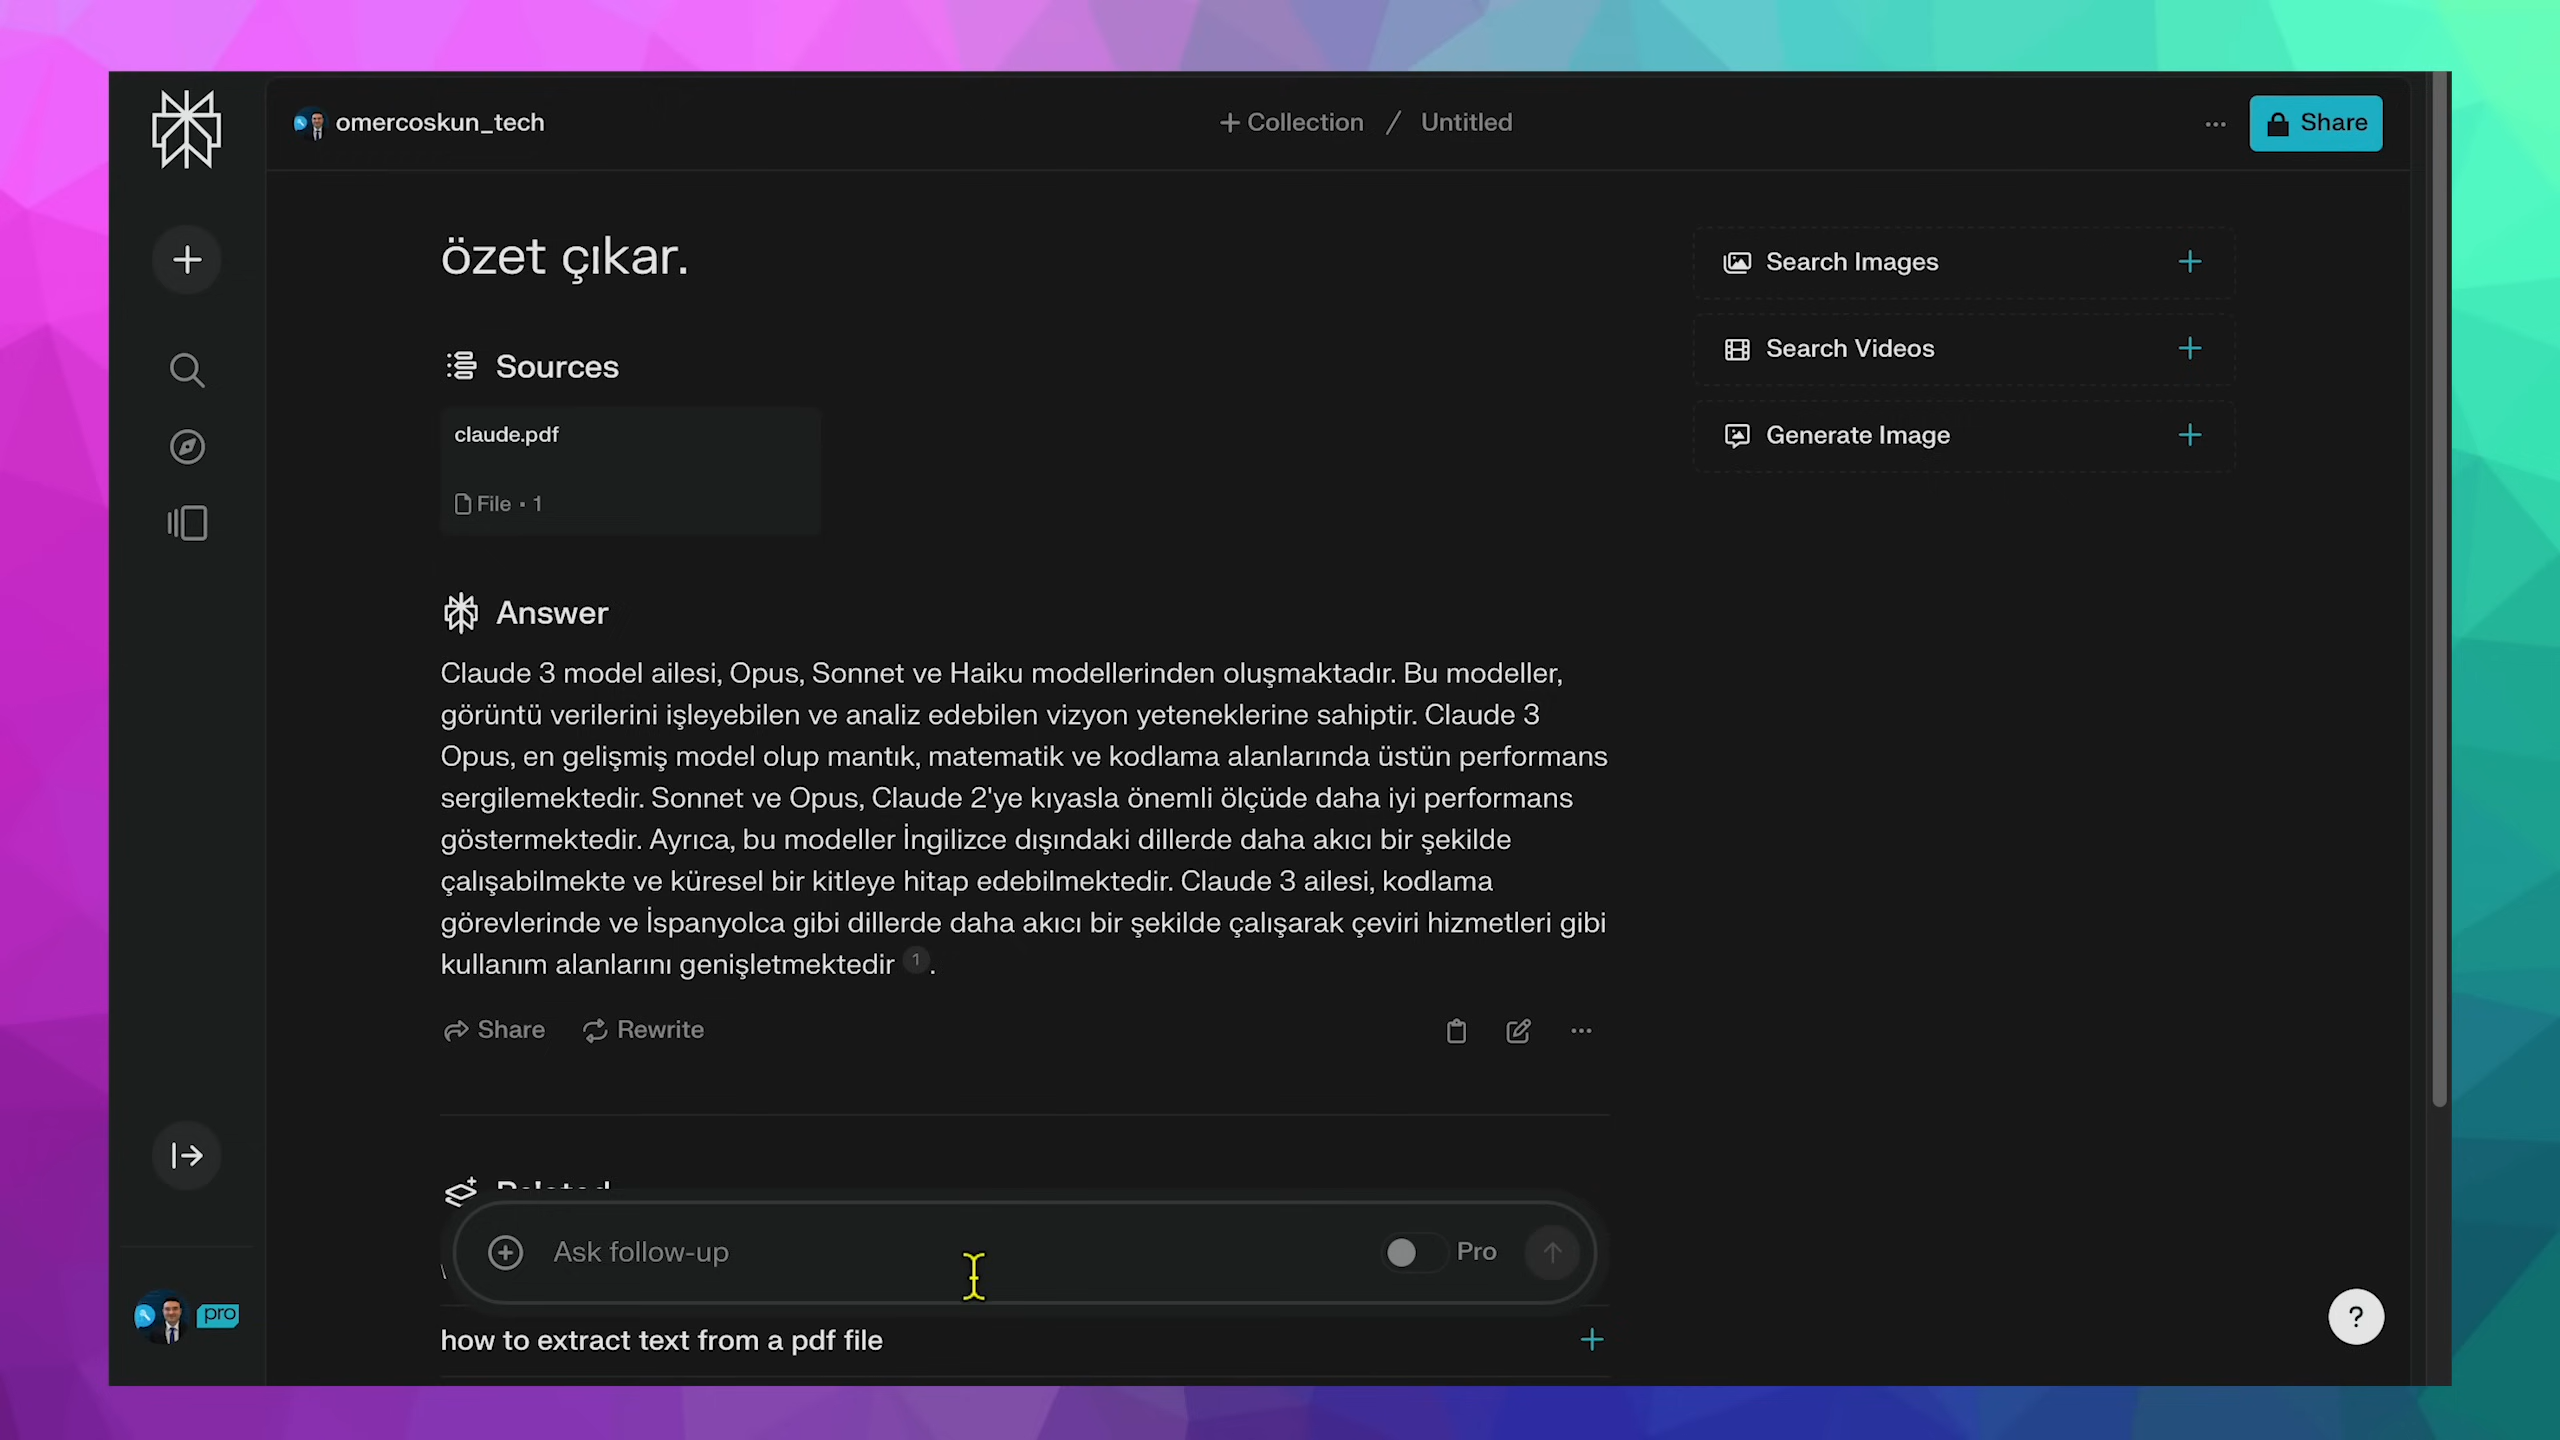 omercoskun_tech
+ Collection / Untitled
... Share
özet çıkar.
Search Images +
Search Videos +
Generate Image +
Sources
claude.pdf
File · 1
Answer
Claude 3 model ailesi, Opus, Sonnet ve Haiku modellerinden oluşmaktadır. Bu modeller,
görüntü verilerini işleyebilen ve analiz edebilen vizyon yeteneklerine sahiptir. Claude 3
Opus, en gelişmiş model olup mantık, matematik ve kodlama alanlarında üstün performans
sergilemektedir. Sonnet ve Opus, Claude 2'ye kıyasla önemli ölçüde daha iyi performans
göstermektedir. Ayrıca, bu modeller İngilizce dışındaki dillerde daha akıcı bir şekilde
çalışabilmekte ve küresel bir kitleye hitap edebilmektedir. Claude 3 ailesi, kodlama
görevlerinde ve İspanyolca gibi dillerde daha akıcı bir şekilde çalışarak çeviri hizmetleri gibi
kullanım alanlarını genişletmektedir 1.
Share Rewrite
Ask follow-up
Pro
pro
how to extract text from a pdf file +
?